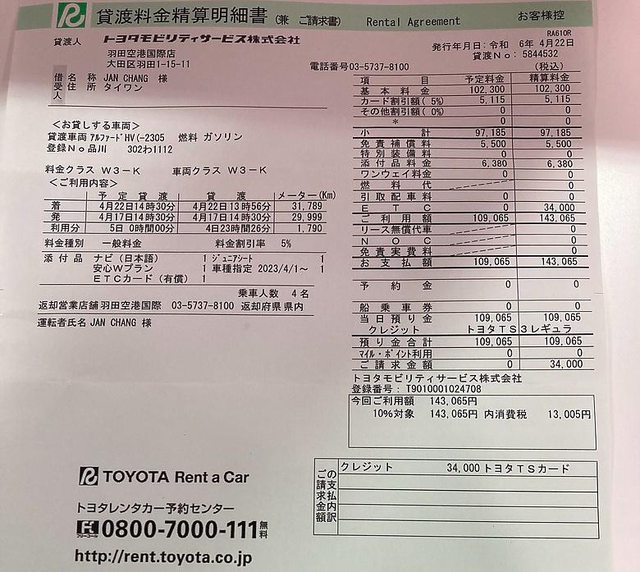 貸渡料金精算明細書(兼 ご請求書) Rental Agreement お客様控
RA610R
貸渡人 トヨタモビリティサービス株式会社
羽田空港国際店
大田区羽田1-15-11
発行年月日:令和 6年 4月22日
貸渡No: 5844532
電話番号03-5737-8100 (税込)
借受人 名称 JAN CHANG 様
住所 タイワン
<お貸しする車両>
貸渡車両 アルファードHV(-2305 燃料 ガソリン
登録No品川 302わ1112
料金クラス W3-K 車両クラス W3-K
<ご利用内容>
予定貸渡 貸渡 メーター(Km)
着 4月22日14時30分 4月22日13時56分 31,789
発 4月17日14時30分 4月17日14時30分 29,999
利用分 5日 0時間00分 4日23時間26分 1,790
料金種別 一般料金 料金割引率 5%
添付品 ナビ(日本語) 1 ジュニアシート 1
安心Wプラン 1 車種指定 2023/4/1~ 1
ETCカード(有償) 1
乗車人数 4名
返却営業店舗 羽田空港国際 03-5737-8100 返却府県 県内
運転者氏名 JAN CHANG 様
項目 予定料金 精算料金
基本料金 102,300 102,300
カード割引額( 5%) 5,115 5,115
その他割引額( 0%) 0 0
* 0 0
小計 97,185 97,185
免責補償料 5,500 5,500
特別装備料 0 0
添付品料金 6,380 6,380
ワンウェイ料金 0 0
燃料代 0
引取配車料 0 0
ETC 0 34,000
ご利用額 109,065 143,065
リース無償代車 0
NOC 0
免責実費料 0
お支払額 109,065 143,065
予約金 0 0
船乗車券 0 0
当日預り金 109,065 109,065
クレジット トヨタTS3レギュラ
預り金合計 109,065 109,065
マイル・ポイント利用 0 0
ご請求金額 0 34,000
トヨタモビリティサービス株式会社
登録番号: T9010001024708
今回ご利用額 143,065円
10%対象 143,065円 内消費税 13,005円
TOYOTA Rent a Car
トヨタレンタカー予約センター
フリーコール 0800-7000-111 無料
http://rent.toyota.co.jp
ご請求金額の支払内訳
クレジット 34,000 トヨタTSカード